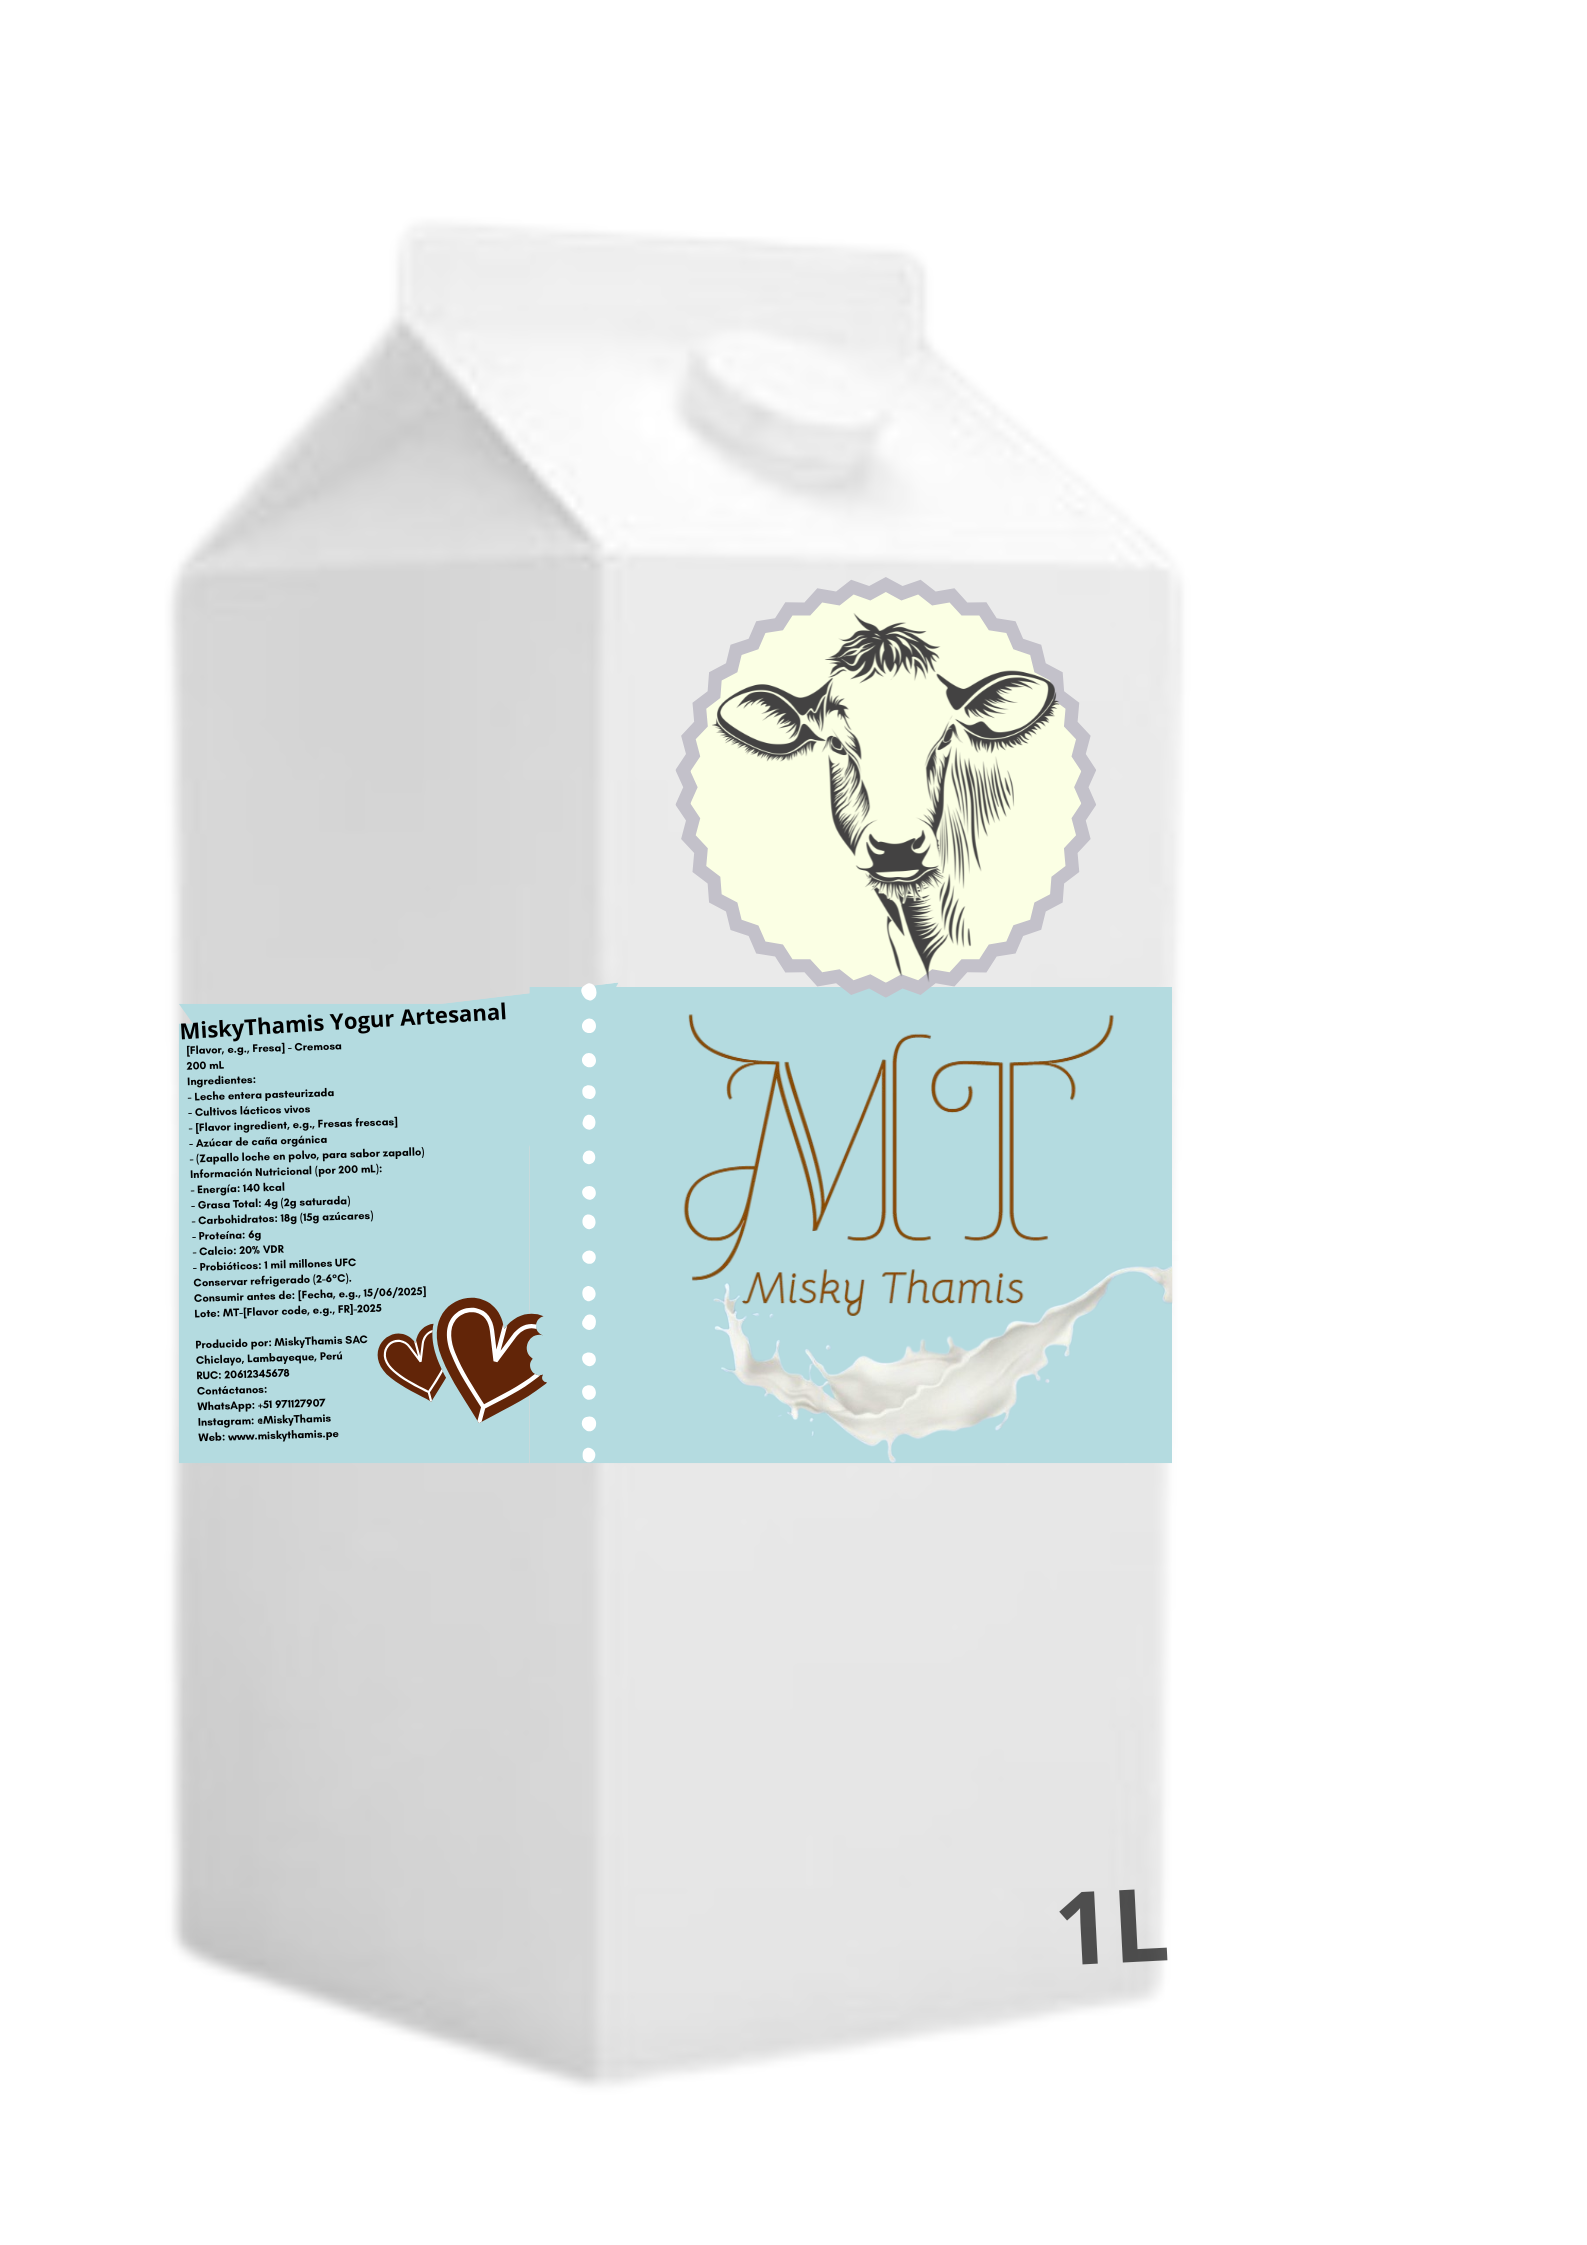 MiskyThamis Yogur Artesanal
[Flavor, e.g., Fresa] - Cremosa
200 mL
Ingredientes:
- Leche entera pasteurizada
- Cultivos lácticos vivos
- [Flavor ingredient, e.g., Fresas frescas]
- Azúcar de caña orgánica
- (Zapallo loche en polvo, para sabor zapallo)
Información Nutricional (por 200 mL):
- Energía: 140 kcal
- Grasa Total: 4g (2g saturada)
- Carbohidratos: 18g (15g azúcares)
- Proteína: 6g
- Calcio: 20% VDR
- Probióticos: 1 mil millones UFC
Conservar refrigerado (2-6°C).
Consumir antes de: [Fecha, e.g., 15/06/2025]
Lote: MT-[Flavor code, e.g., FR]-2025
Producido por: MiskyThamis SAC
Chiclayo, Lambayeque, Perú
RUC: 20612345678
Contáctanos:
WhatsApp: +51 971127907
Instagram: @MiskyThamis
Web: www.miskythamis.pe
MT
Misky Thamis
1L